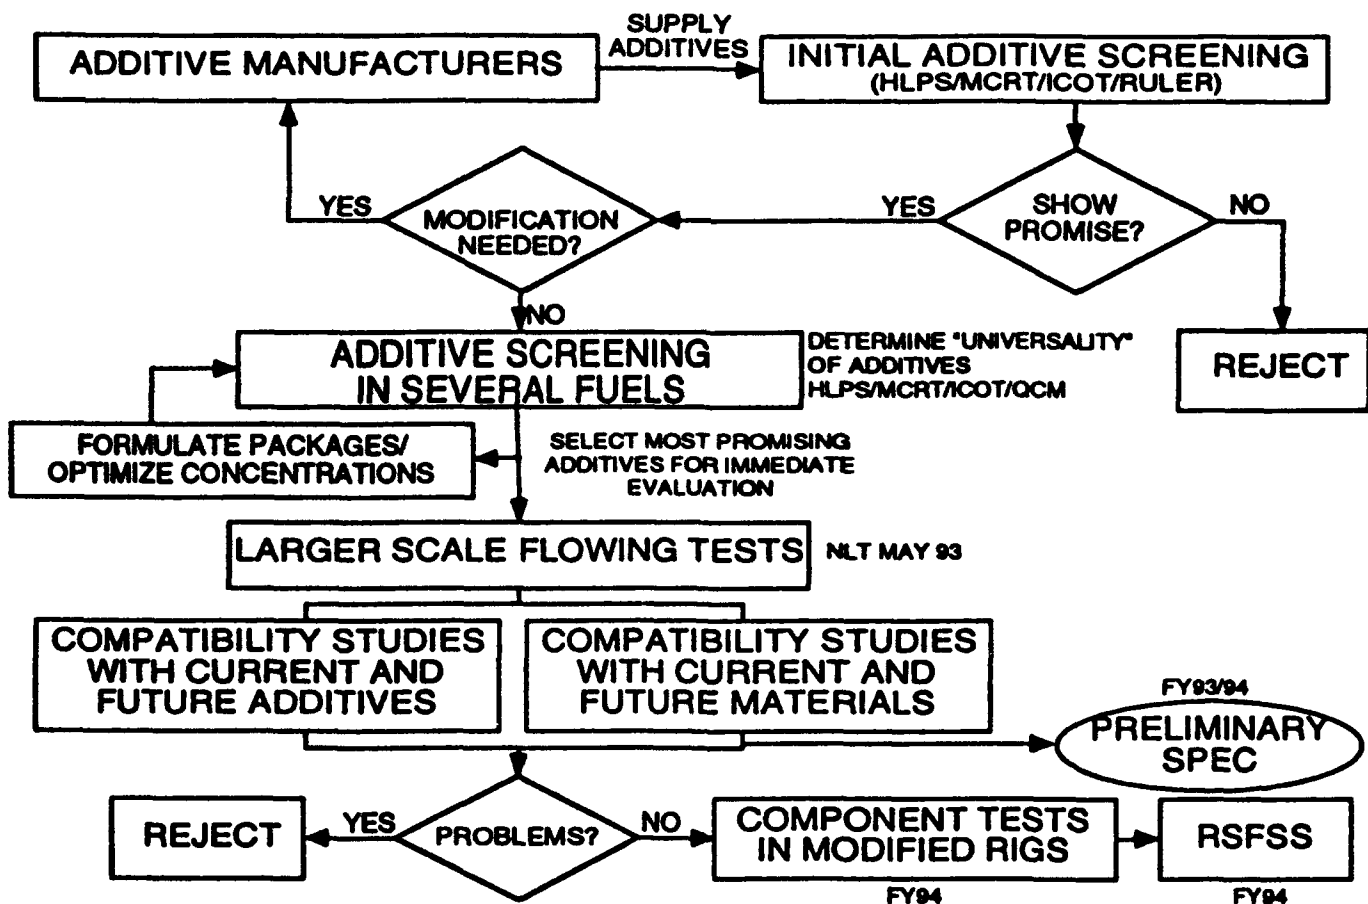 SUPPLY
ADDITIVES
ADDITIVE MANUFACTURERS
INITIAL ADDITIVE SCREENING
(HLPS/MCRT/ICOT/RULER)
YES
MODIFICATION
NEEDED?
YES
SHOW
PROMISE?
NO
NO
REJECT
ADDITIVE SCREENING
IN SEVERAL FUELS
DETERMINE "UNIVERSALITY"
OF ADDITIVES
HLPS/MCRT/ICOT/QCM
FORMULATE PACKAGES/
OPTIMIZE CONCENTRATIONS
SELECT MOST PROMISING
ADDITIVES FOR IMMEDIATE
EVALUATION
LARGER SCALE FLOWING TESTS
NLT MAY 93
COMPATIBILITY STUDIES
WITH CURRENT AND
FUTURE ADDITIVES
COMPATIBILITY STUDIES
WITH CURRENT AND
FUTURE MATERIALS
FY93/94
PRELIMINARY
SPEC
REJECT
YES
PROBLEMS?
NO
COMPONENT TESTS
IN MODIFIED RIGS
FY94
RSFSS
FY94